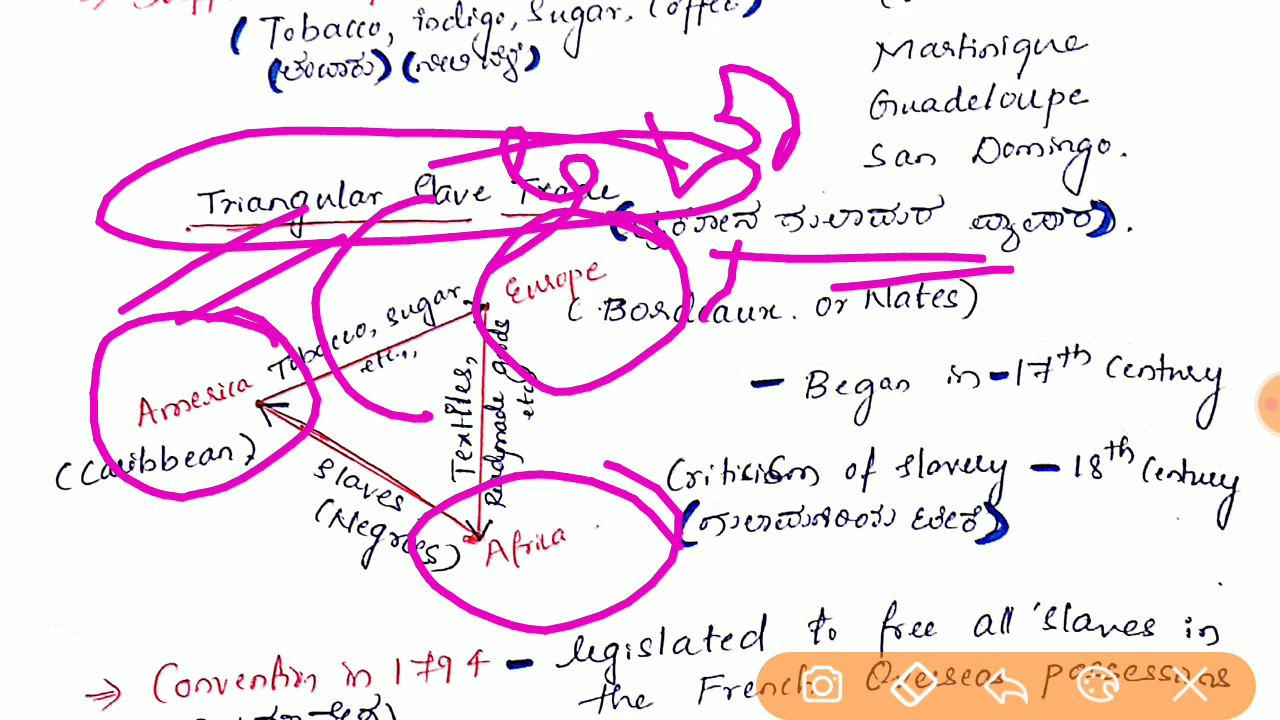 (Tobacco, indigo, Sugar, Coffee)
(ತಂಬಾಕು) (ನೀಲಿ ಬೆಳೆ)
Martinique
Guadeloupe
San Domingo.
Triangular Slave Trade
(ತ್ರಿಕೋನ ಗುಲಾಮರ ವ್ಯಾಪಾರ).
Europe
(Bordeaux. or Nates)
Tobacco, Sugar
etc.,
America
(Caribbean)
Textiles,
Readymade goods
etc.,
Slaves
(Negroes)
Africa
- Began in - 17th Century
Criticism of slavery - 18th Century
(ಗುಲಾಮಗಿರಿಯ ಟೀಕೆ)
⇒ Convention in 1794 - legislated to free all slaves in
the French Overseas possessions